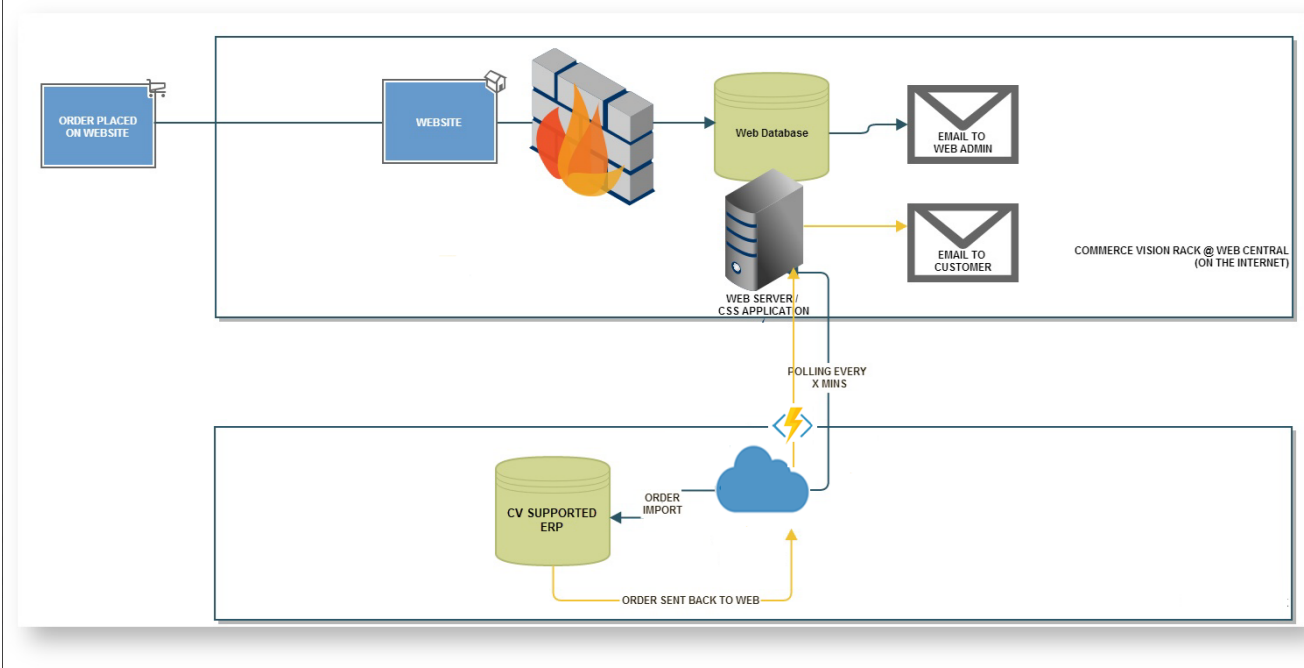 ORDER PLACED
ON WEBSITE
WEBSITE
Web Database
EMAIL TO
WEB ADMIN
EMAIL TO
CUSTOMER
COMMERCE VISION RACK @ WEB CENTRAL
(ON THE INTERNET)
WEB SERVER /
CSS APPLICATION
POLLING EVERY
X MINS
ORDER
IMPORT
CV SUPPORTED
ERP
ORDER SENT BACK TO WEB